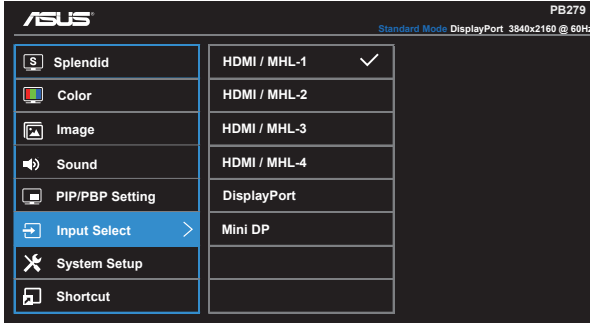 ASUS
PB279
Standard Mode DisplayPort 3840x2160 @ 60Hz
S Splendid
Color
Image
Sound
PIP/PBP Setting
Input Select
System Setup
Shortcut
HDMI / MHL-1
HDMI / MHL-2
HDMI / MHL-3
HDMI / MHL-4
DisplayPort
Mini DP